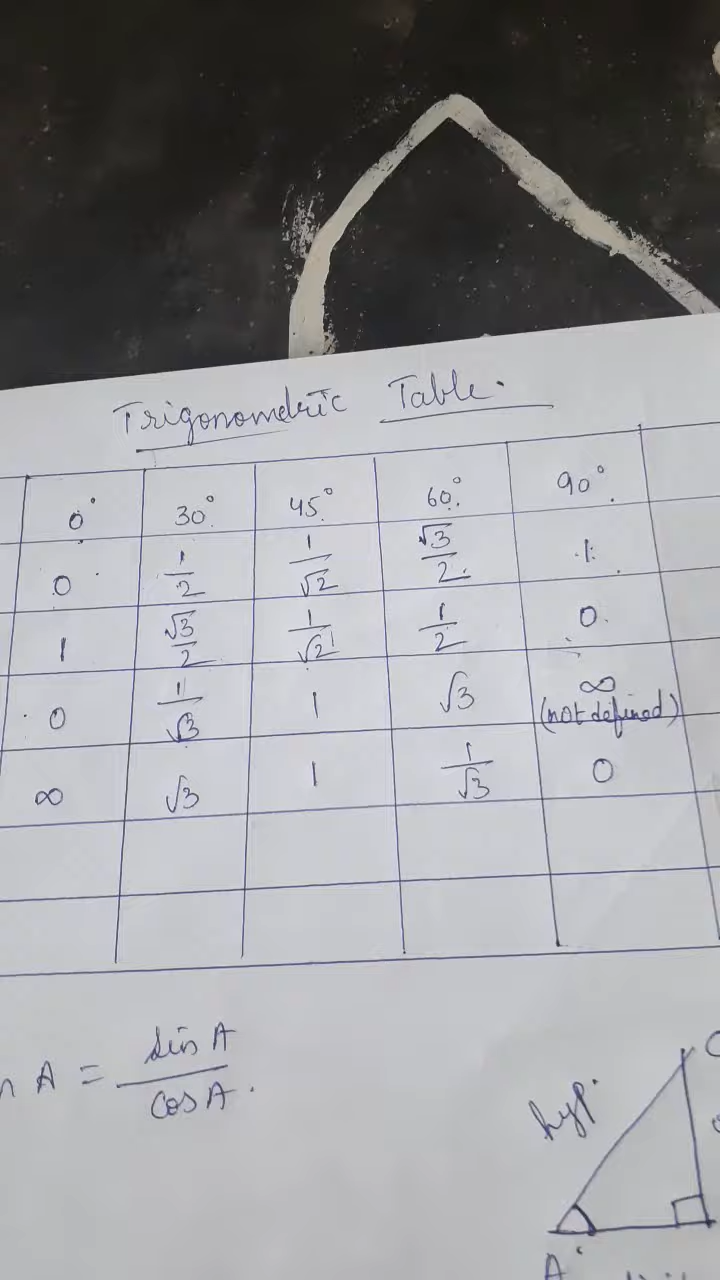 Trigonometric Table.
0° 30° 45° 60° 90°
0 1/2 1/√2 √3/2 1
1 √3/2 1/√2 1/2 0
0 1/√3 1 √3 ∞ (not defined)
∞ √3 1 1/√3 0
A = sin A / cos A.
hyp.
A